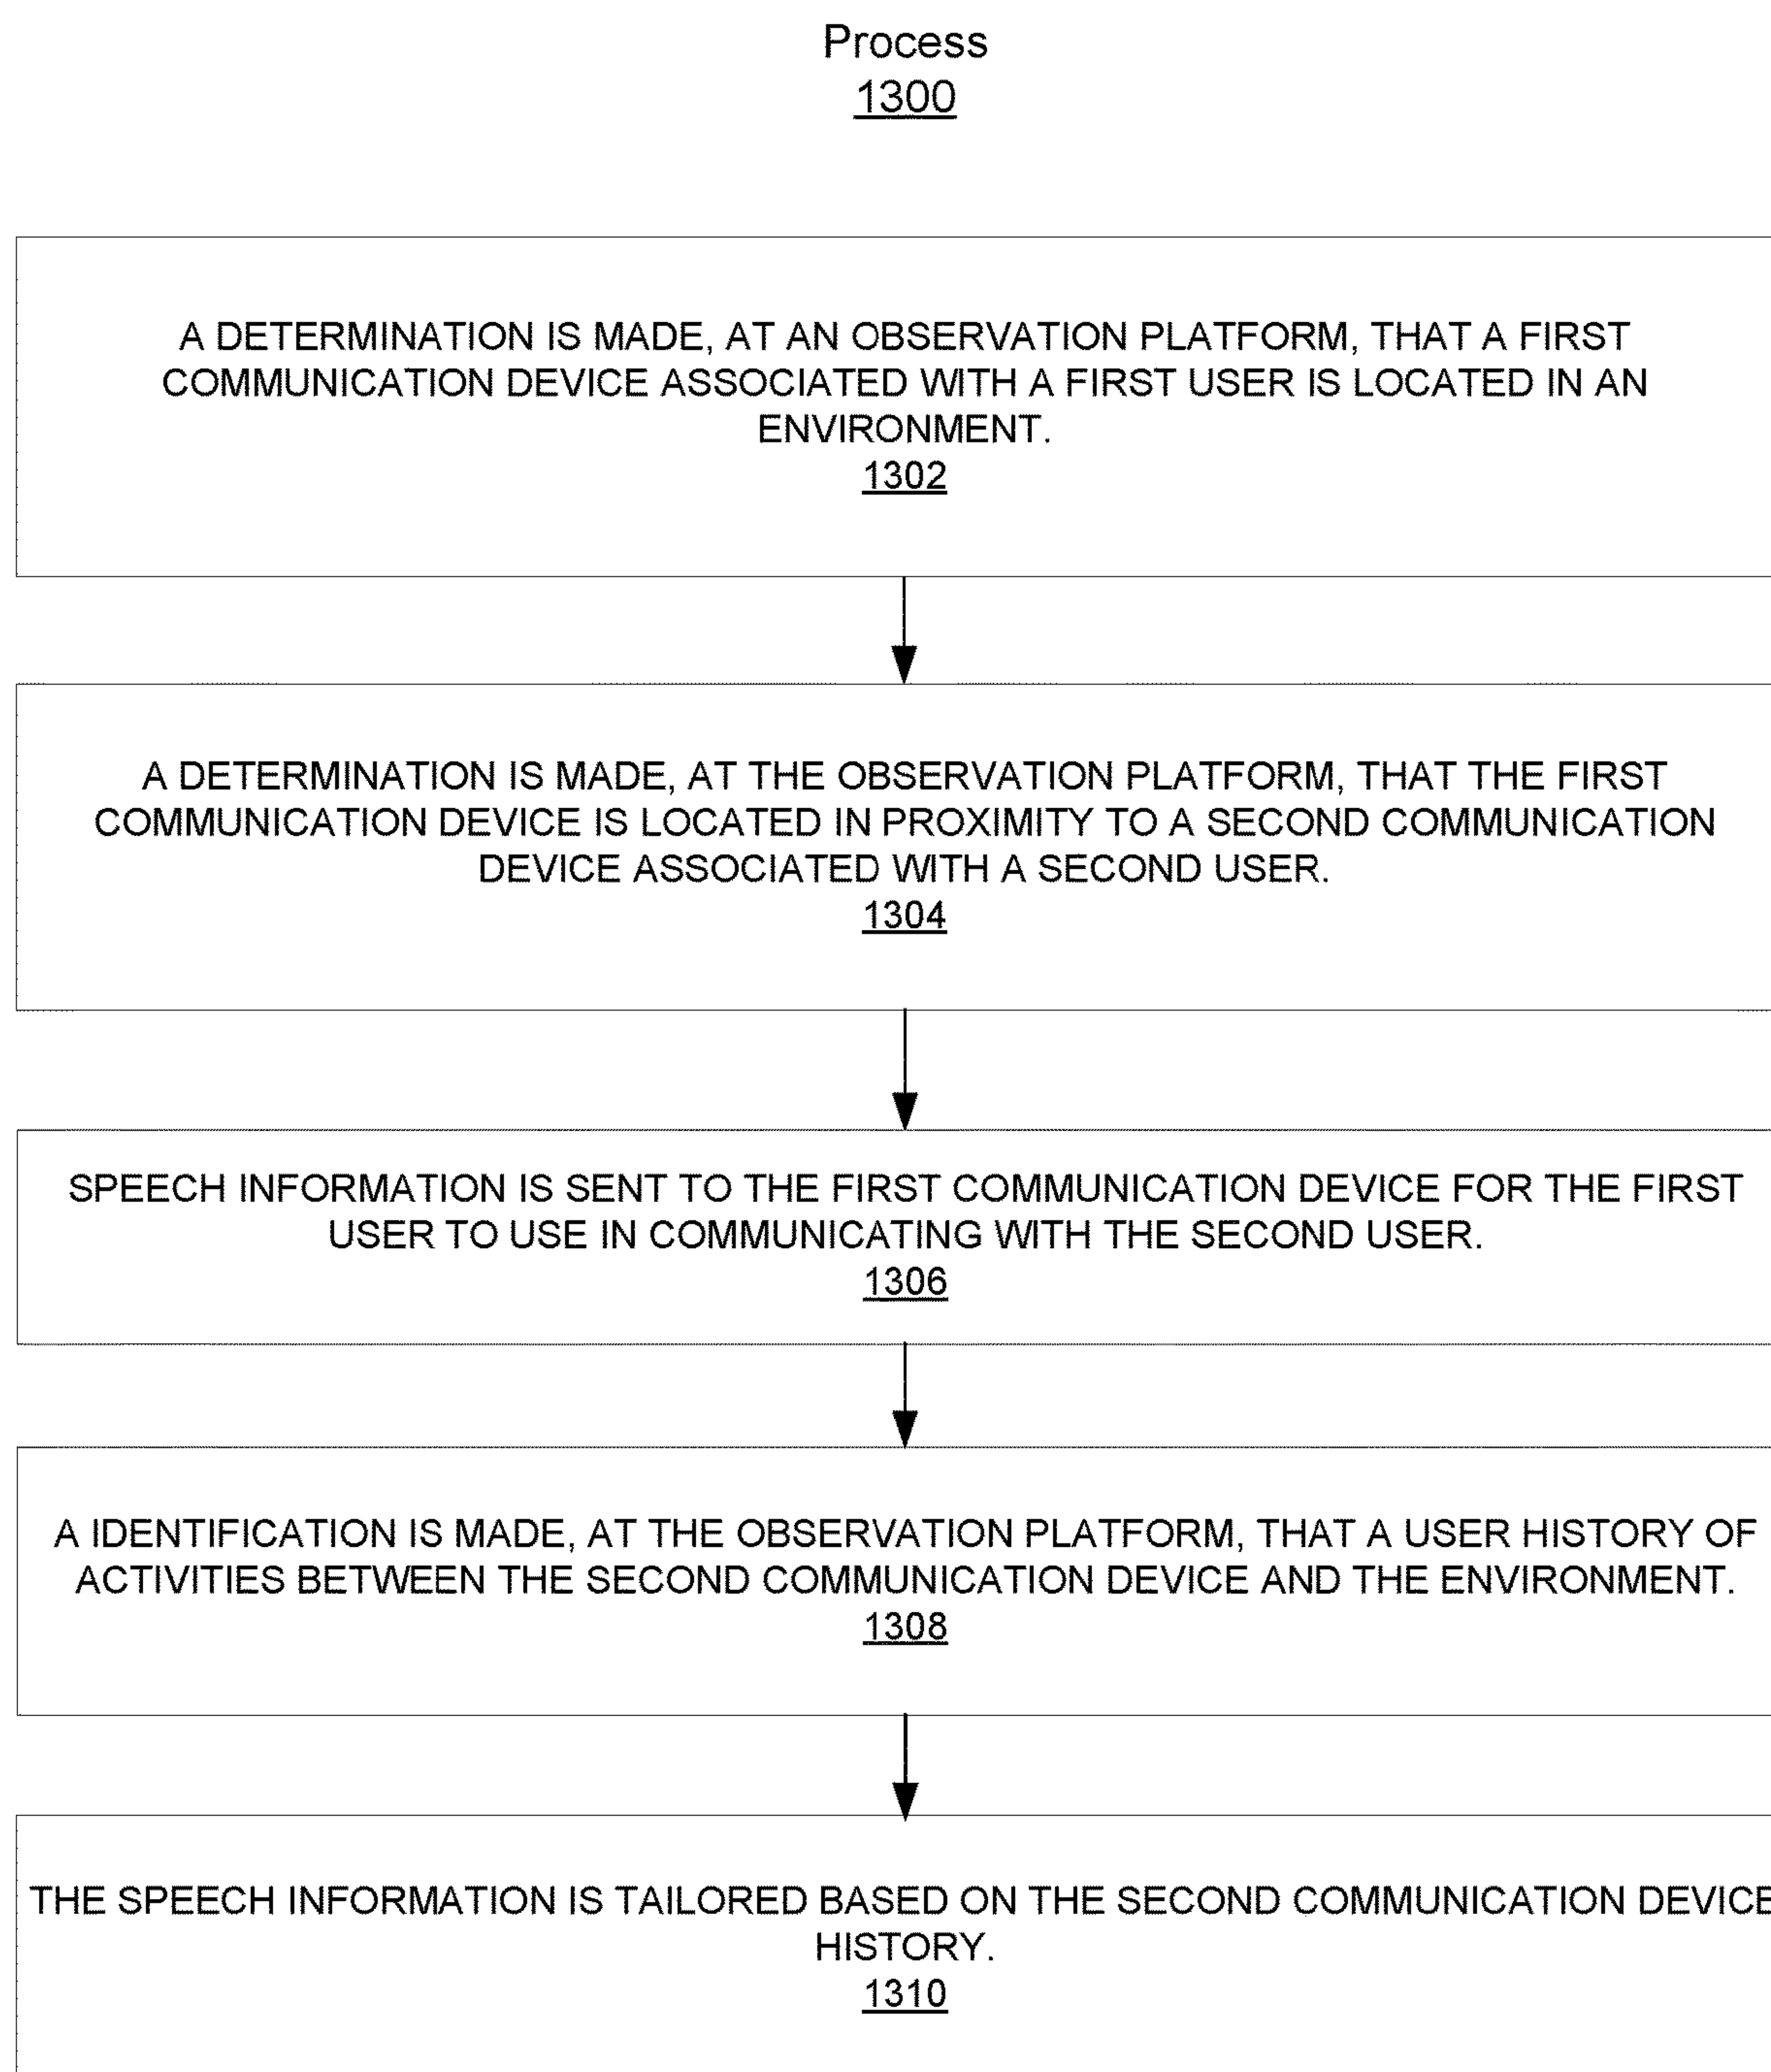 Process
1300
A DETERMINATION IS MADE, AT AN OBSERVATION PLATFORM, THAT A FIRST
COMMUNICATION DEVICE ASSOCIATED WITH A FIRST USER IS LOCATED IN AN
ENVIRONMENT.
1302
A DETERMINATION IS MADE, AT THE OBSERVATION PLATFORM, THAT THE FIRST
COMMUNICATION DEVICE IS LOCATED IN PROXIMITY TO A SECOND COMMUNICATION
DEVICE ASSOCIATED WITH A SECOND USER.
1304
SPEECH INFORMATION IS SENT TO THE FIRST COMMUNICATION DEVICE FOR THE FIRST
USER TO USE IN COMMUNICATING WITH THE SECOND USER.
1306
A IDENTIFICATION IS MADE, AT THE OBSERVATION PLATFORM, THAT A USER HISTORY OF
ACTIVITIES BETWEEN THE SECOND COMMUNICATION DEVICE AND THE ENVIRONMENT.
1308
THE SPEECH INFORMATION IS TAILORED BASED ON THE SECOND COMMUNICATION DEVICE
HISTORY.
1310